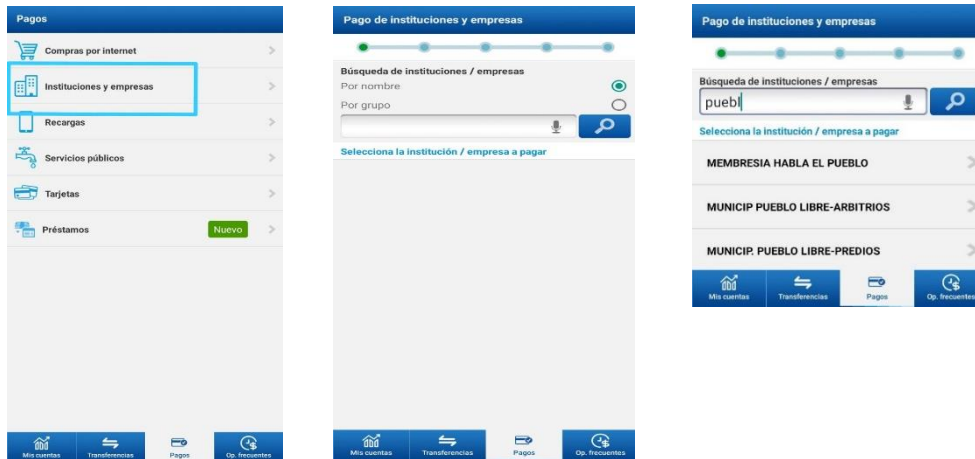 Pagos
Compras por internet
Instituciones y empresas
Recargas
Servicios públicos
Tarjetas
Préstamos
Nuevo
Mis cuentas
Transferencias
Pagos
Op. frecuentes
Pago de instituciones y empresas
Búsqueda de instituciones / empresas
Por nombre
Por grupo
Selecciona la institución / empresa a pagar
Mis cuentas
Transferencias
Pagos
Op. frecuentes
Pago de instituciones y empresas
Búsqueda de instituciones / empresas
puebl
Selecciona la institución / empresa a pagar
MEMBRESIA HABLA EL PUEBLO
MUNICIP PUEBLO LIBRE-ARBITRIOS
MUNICIP. PUEBLO LIBRE-PREDIOS
Mis cuentas
Transferencias
Pagos
Op. frecuentes